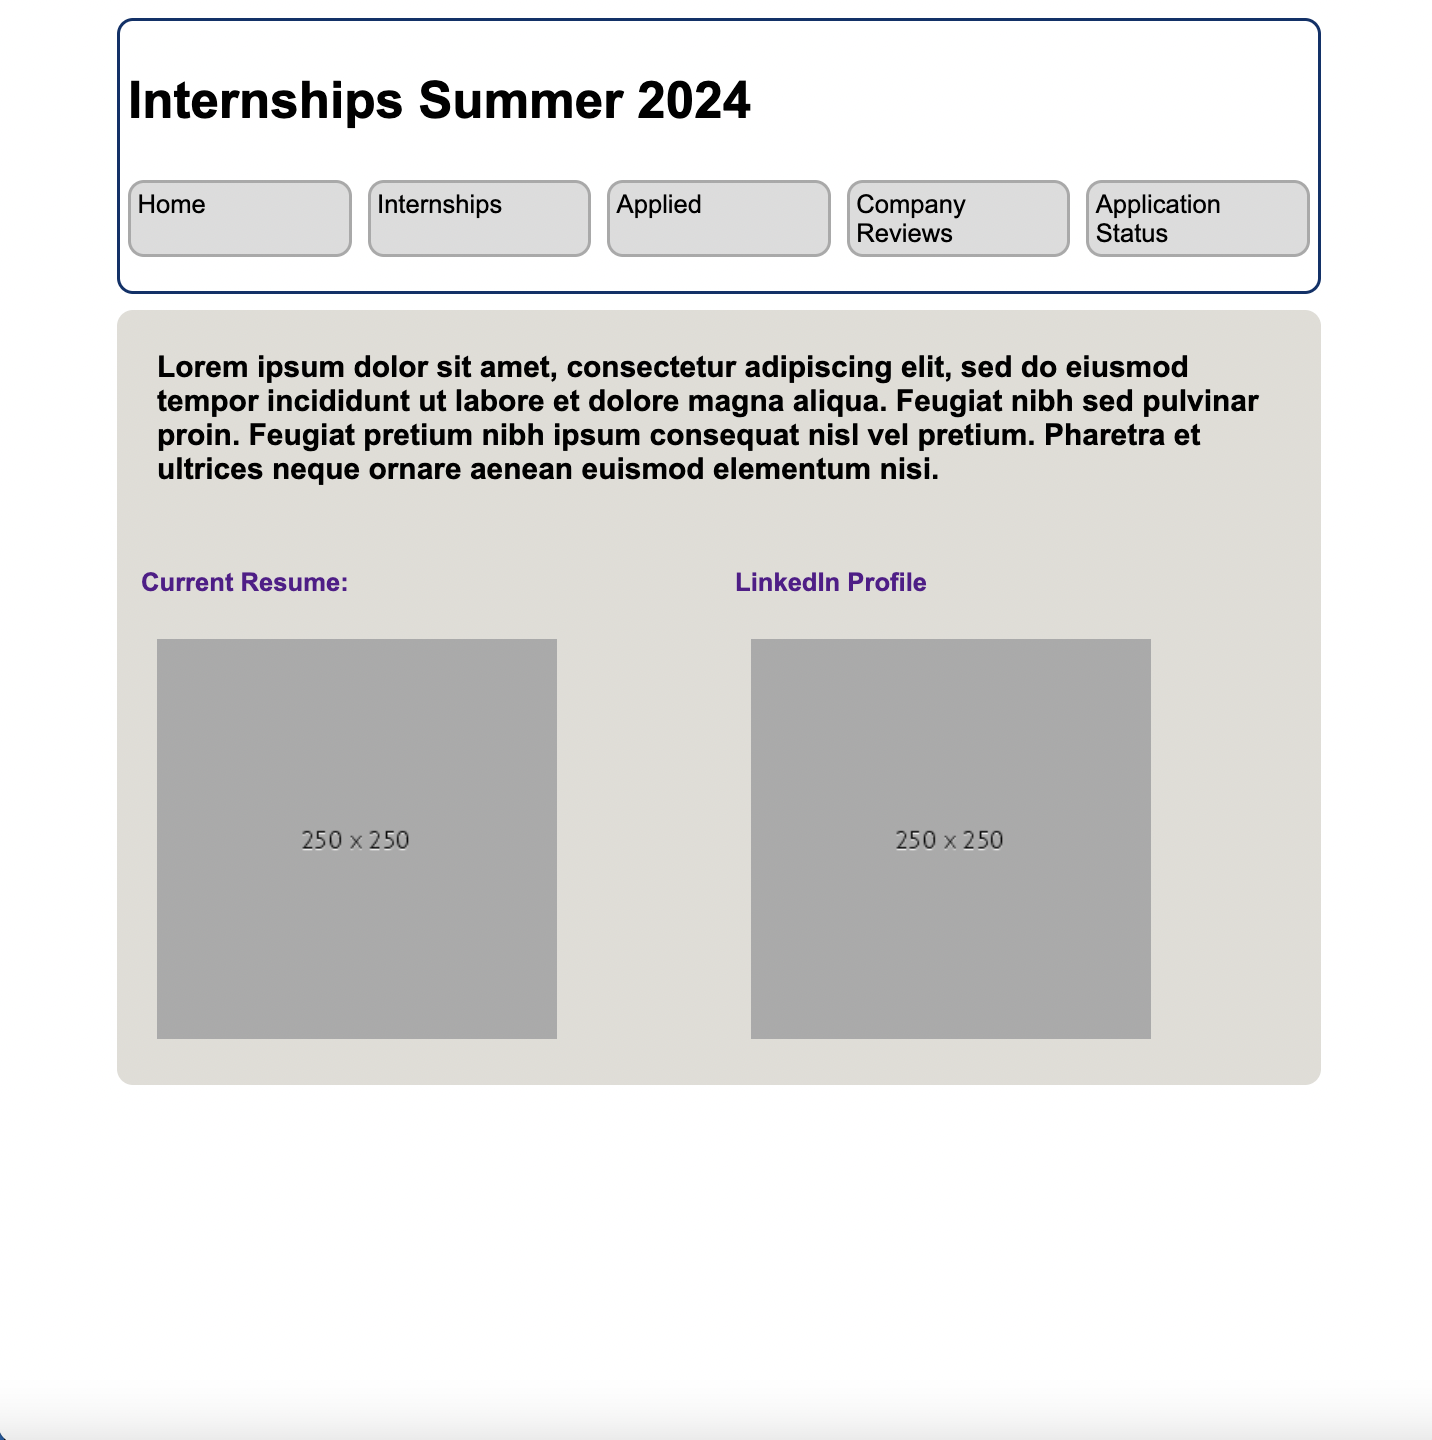 Internships Summer 2024
Home
Internships
Applied
Company
Reviews
Application
Status
Lorem ipsum dolor sit amet, consectetur adipiscing elit, sed do eiusmod
tempor incididunt ut labore et dolore magna aliqua. Feugiat nibh sed pulvinar
proin. Feugiat pretium nibh ipsum consequat nisl vel pretium. Pharetra et
ultrices neque ornare aenean euismod elementum nisi.
Current Resume:
LinkedIn Profile
250 x 250
250 x 250